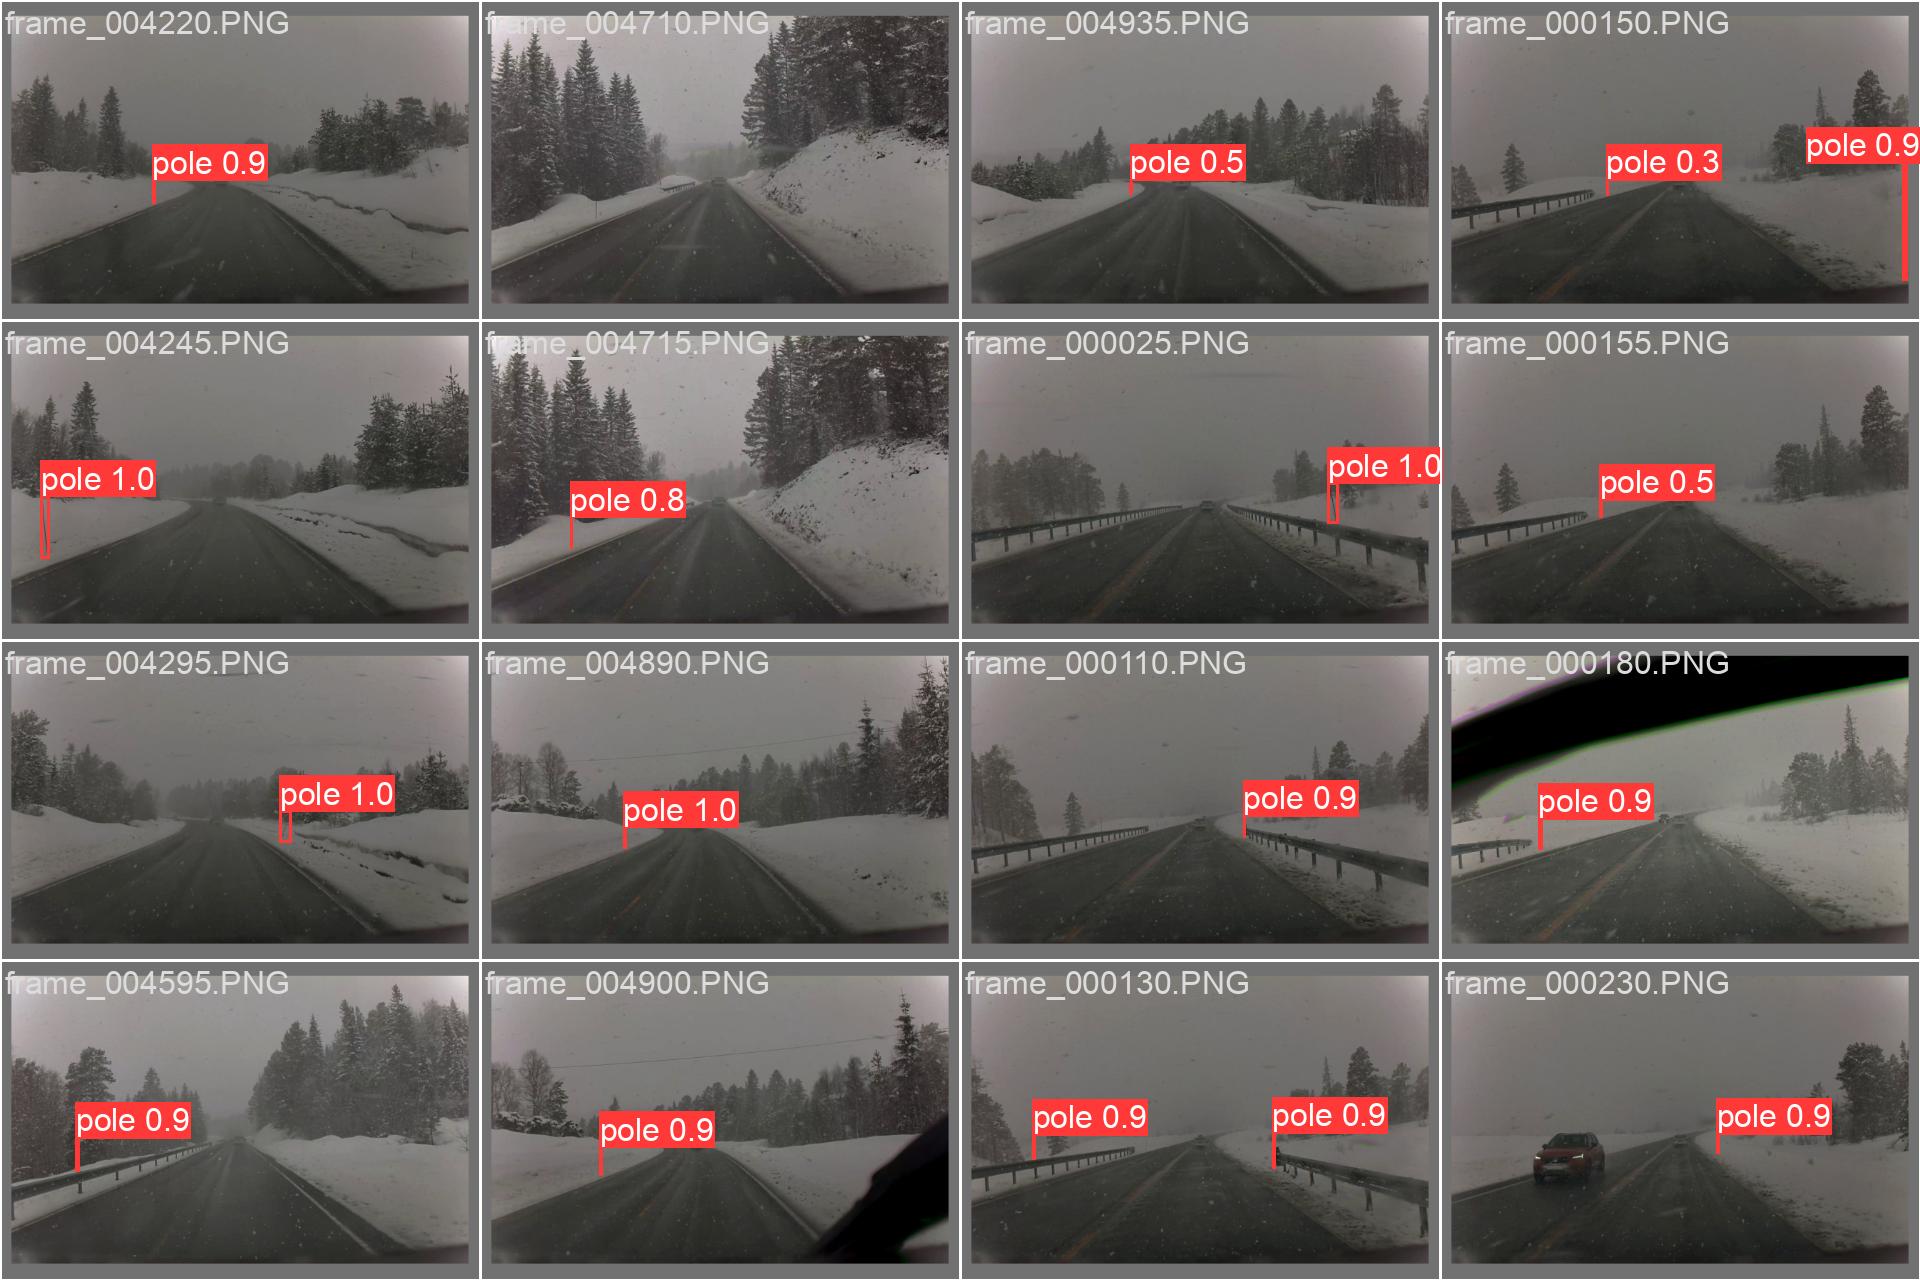 frame_004220.PNG
pole 0.9
frame_004710.PNG
frame_004935.PNG
pole 0.5
frame_000150.PNG
pole 0.3
pole 0.9
frame_004245.PNG
pole 1.0
frame_004715.PNG
pole 0.8
frame_000025.PNG
pole 1.0
frame_000155.PNG
pole 0.5
frame_004295.PNG
pole 1.0
frame_004890.PNG
pole 1.0
frame_000110.PNG
pole 0.9
frame_000180.PNG
pole 0.9
frame_004595.PNG
pole 0.9
frame_004900.PNG
pole 0.9
frame_000130.PNG
pole 0.9
pole 0.9
frame_000230.PNG
pole 0.9